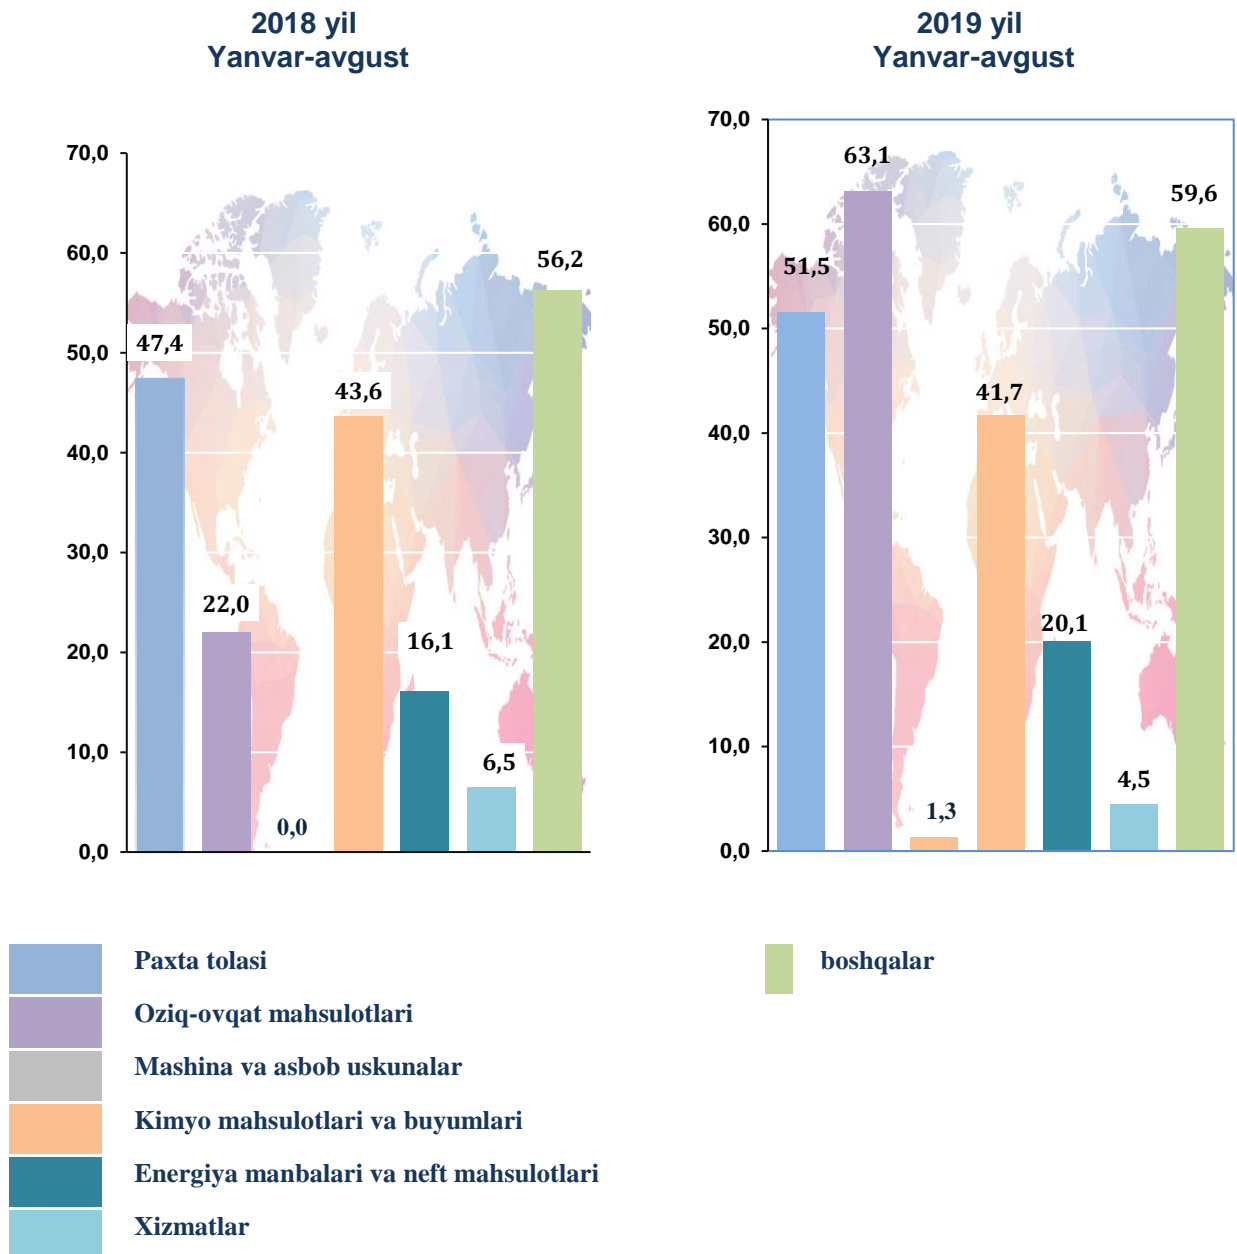 2018 yil
Yanvar-avgust
70,0
60,0
50,0
40,0
30,0
20,0
10,0
0,0
47,4
22,0
0,0
43,6
16,1
6,5
56,2
2019 yil
Yanvar-avgust
70,0
60,0
50,0
40,0
30,0
20,0
10,0
0,0
51,5
63,1
1,3
41,7
20,1
4,5
59,6
Paxta tolasi
Oziq-ovqat mahsulotlari
Mashina va asbob uskunalar
Kimyo mahsulotlari va buyumlari
Energiya manbalari va neft mahsulotlari
Xizmatlar
boshqalar